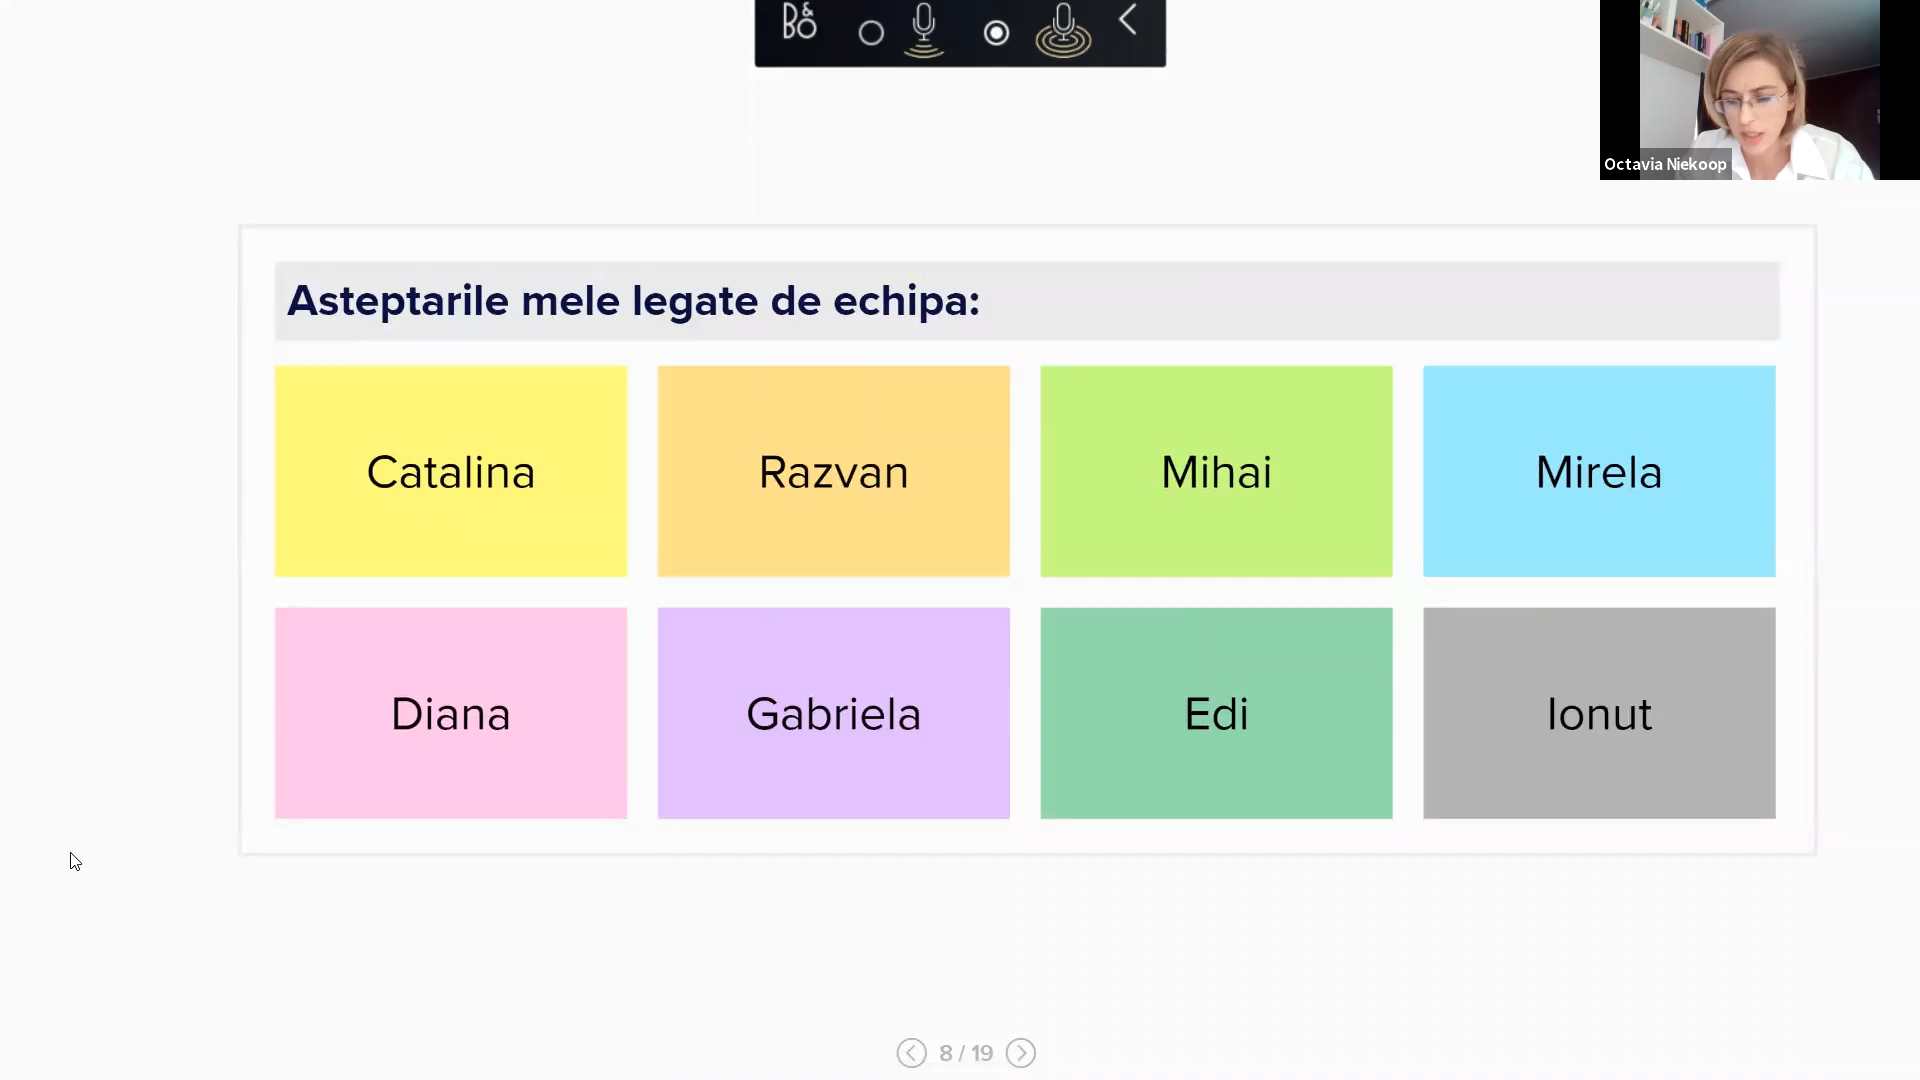 B&O
Octavia Niekoop
Asteptarile mele legate de echipa:
Catalina
Razvan
Mihai
Mirela
Diana
Gabriela
Edi
Ionut
8 / 19